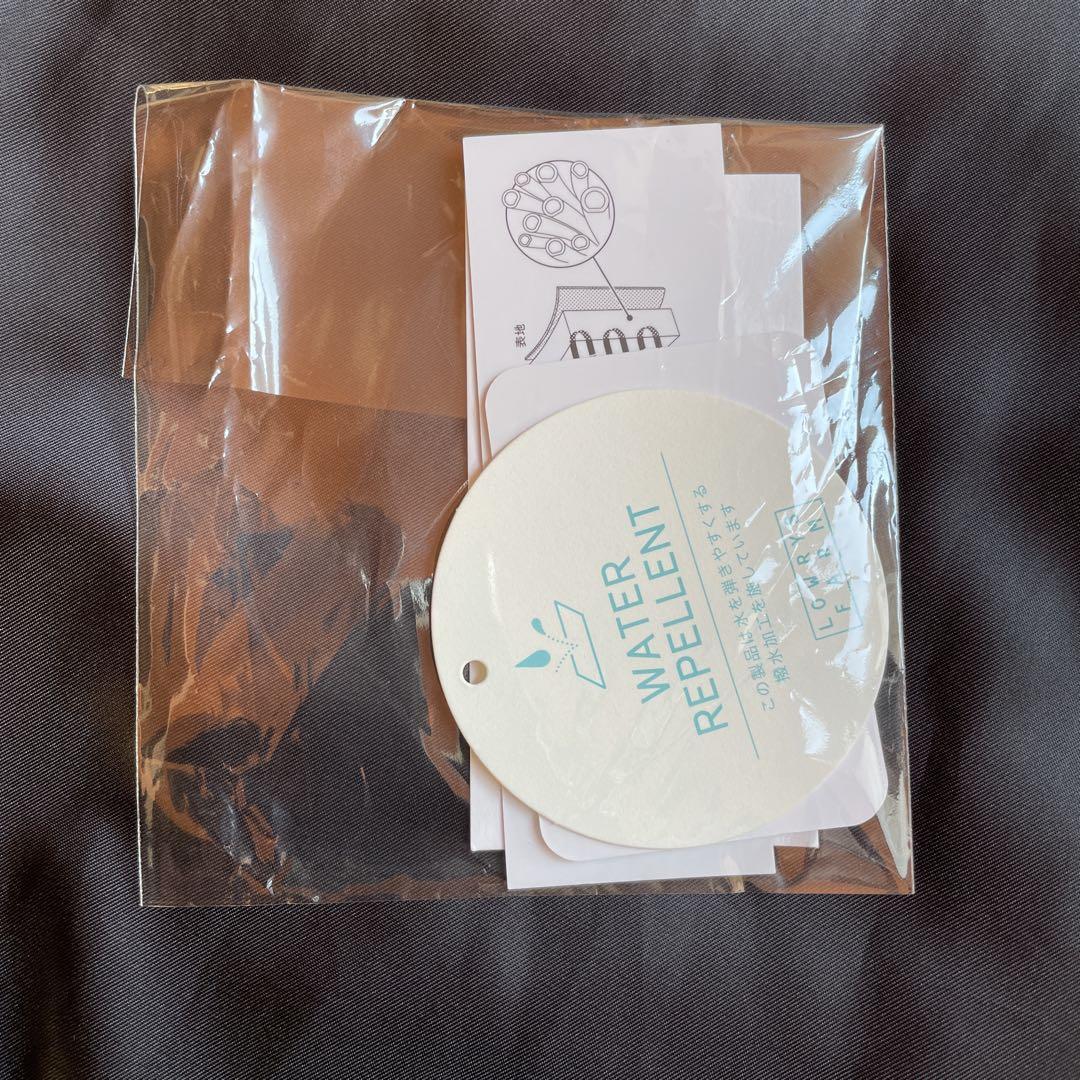 表地
WATER
REPELLENT
この製品は水を弾きやすくする
撥水加工を施しています
LOWRYS
FARM